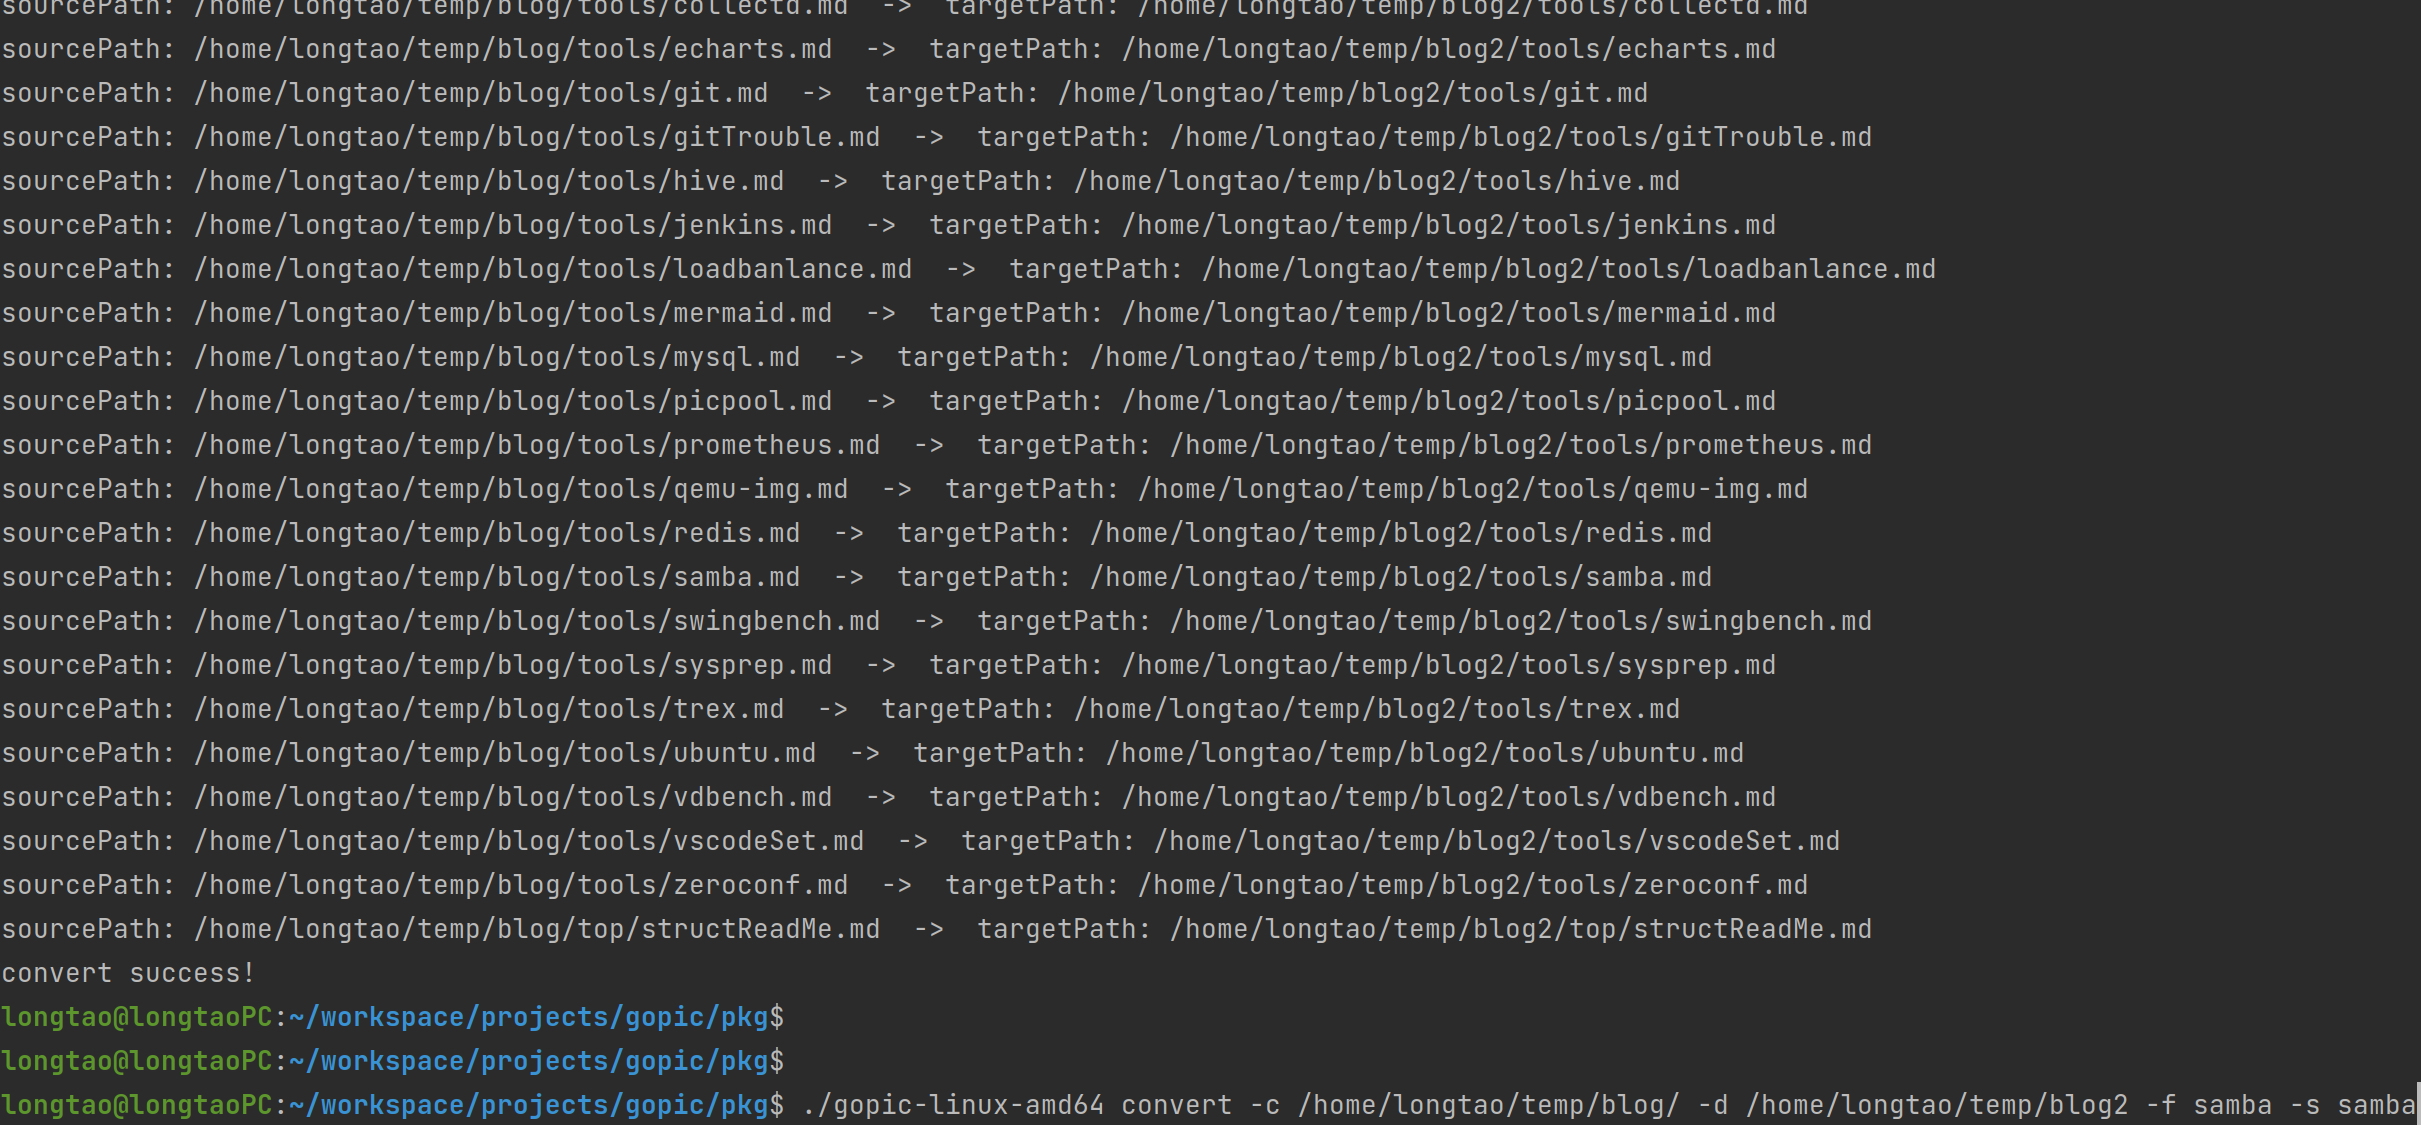 sourcePath: /home/longtao/temp/blog/tools/collectd.md  ->  targetPath: /home/longtao/temp/blog2/tools/collectd.md
sourcePath: /home/longtao/temp/blog/tools/echarts.md  ->  targetPath: /home/longtao/temp/blog2/tools/echarts.md
sourcePath: /home/longtao/temp/blog/tools/git.md  ->  targetPath: /home/longtao/temp/blog2/tools/git.md
sourcePath: /home/longtao/temp/blog/tools/gitTrouble.md  ->  targetPath: /home/longtao/temp/blog2/tools/gitTrouble.md
sourcePath: /home/longtao/temp/blog/tools/hive.md  ->  targetPath: /home/longtao/temp/blog2/tools/hive.md
sourcePath: /home/longtao/temp/blog/tools/jenkins.md  ->  targetPath: /home/longtao/temp/blog2/tools/jenkins.md
sourcePath: /home/longtao/temp/blog/tools/loadbanlance.md  ->  targetPath: /home/longtao/temp/blog2/tools/loadbanlance.md
sourcePath: /home/longtao/temp/blog/tools/mermaid.md  ->  targetPath: /home/longtao/temp/blog2/tools/mermaid.md
sourcePath: /home/longtao/temp/blog/tools/mysql.md  ->  targetPath: /home/longtao/temp/blog2/tools/mysql.md
sourcePath: /home/longtao/temp/blog/tools/picpool.md  ->  targetPath: /home/longtao/temp/blog2/tools/picpool.md
sourcePath: /home/longtao/temp/blog/tools/prometheus.md  ->  targetPath: /home/longtao/temp/blog2/tools/prometheus.md
sourcePath: /home/longtao/temp/blog/tools/qemu-img.md  ->  targetPath: /home/longtao/temp/blog2/tools/qemu-img.md
sourcePath: /home/longtao/temp/blog/tools/redis.md  ->  targetPath: /home/longtao/temp/blog2/tools/redis.md
sourcePath: /home/longtao/temp/blog/tools/samba.md  ->  targetPath: /home/longtao/temp/blog2/tools/samba.md
sourcePath: /home/longtao/temp/blog/tools/swingbench.md  ->  targetPath: /home/longtao/temp/blog2/tools/swingbench.md
sourcePath: /home/longtao/temp/blog/tools/sysprep.md  ->  targetPath: /home/longtao/temp/blog2/tools/sysprep.md
sourcePath: /home/longtao/temp/blog/tools/trex.md  ->  targetPath: /home/longtao/temp/blog2/tools/trex.md
sourcePath: /home/longtao/temp/blog/tools/ubuntu.md  ->  targetPath: /home/longtao/temp/blog2/tools/ubuntu.md
sourcePath: /home/longtao/temp/blog/tools/vdbench.md  ->  targetPath: /home/longtao/temp/blog2/tools/vdbench.md
sourcePath: /home/longtao/temp/blog/tools/vscodeSet.md  ->  targetPath: /home/longtao/temp/blog2/tools/vscodeSet.md
sourcePath: /home/longtao/temp/blog/tools/zeroconf.md  ->  targetPath: /home/longtao/temp/blog2/tools/zeroconf.md
sourcePath: /home/longtao/temp/blog/top/structReadMe.md  ->  targetPath: /home/longtao/temp/blog2/top/structReadMe.md
convert success!
longtao@longtaoPC:~/workspace/projects/gopic/pkg$
longtao@longtaoPC:~/workspace/projects/gopic/pkg$
longtao@longtaoPC:~/workspace/projects/gopic/pkg$ ./gopic-linux-amd64 convert -c /home/longtao/temp/blog/ -d /home/longtao/temp/blog2 -f samba -s samba